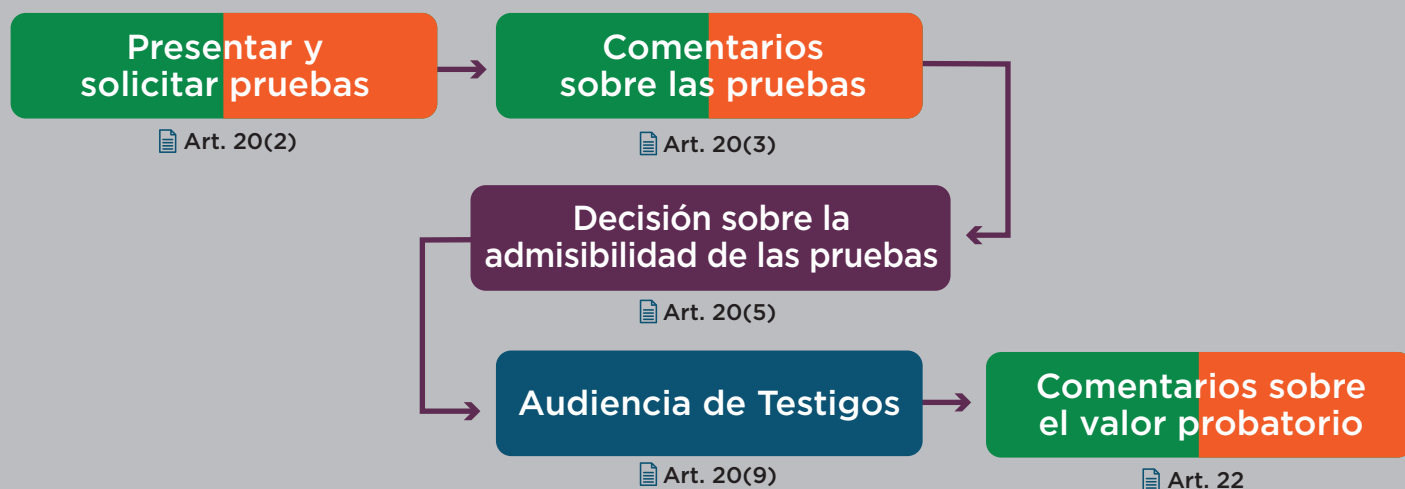 Presentar y
solicitar pruebas
Art. 20(2)
Comentarios
sobre las pruebas
Art. 20(3)
Decisión sobre la
admisibilidad de las pruebas
Art. 20(5)
Audiencia de Testigos
Art. 20(9)
Comentarios sobre
el valor probatorio
Art. 22